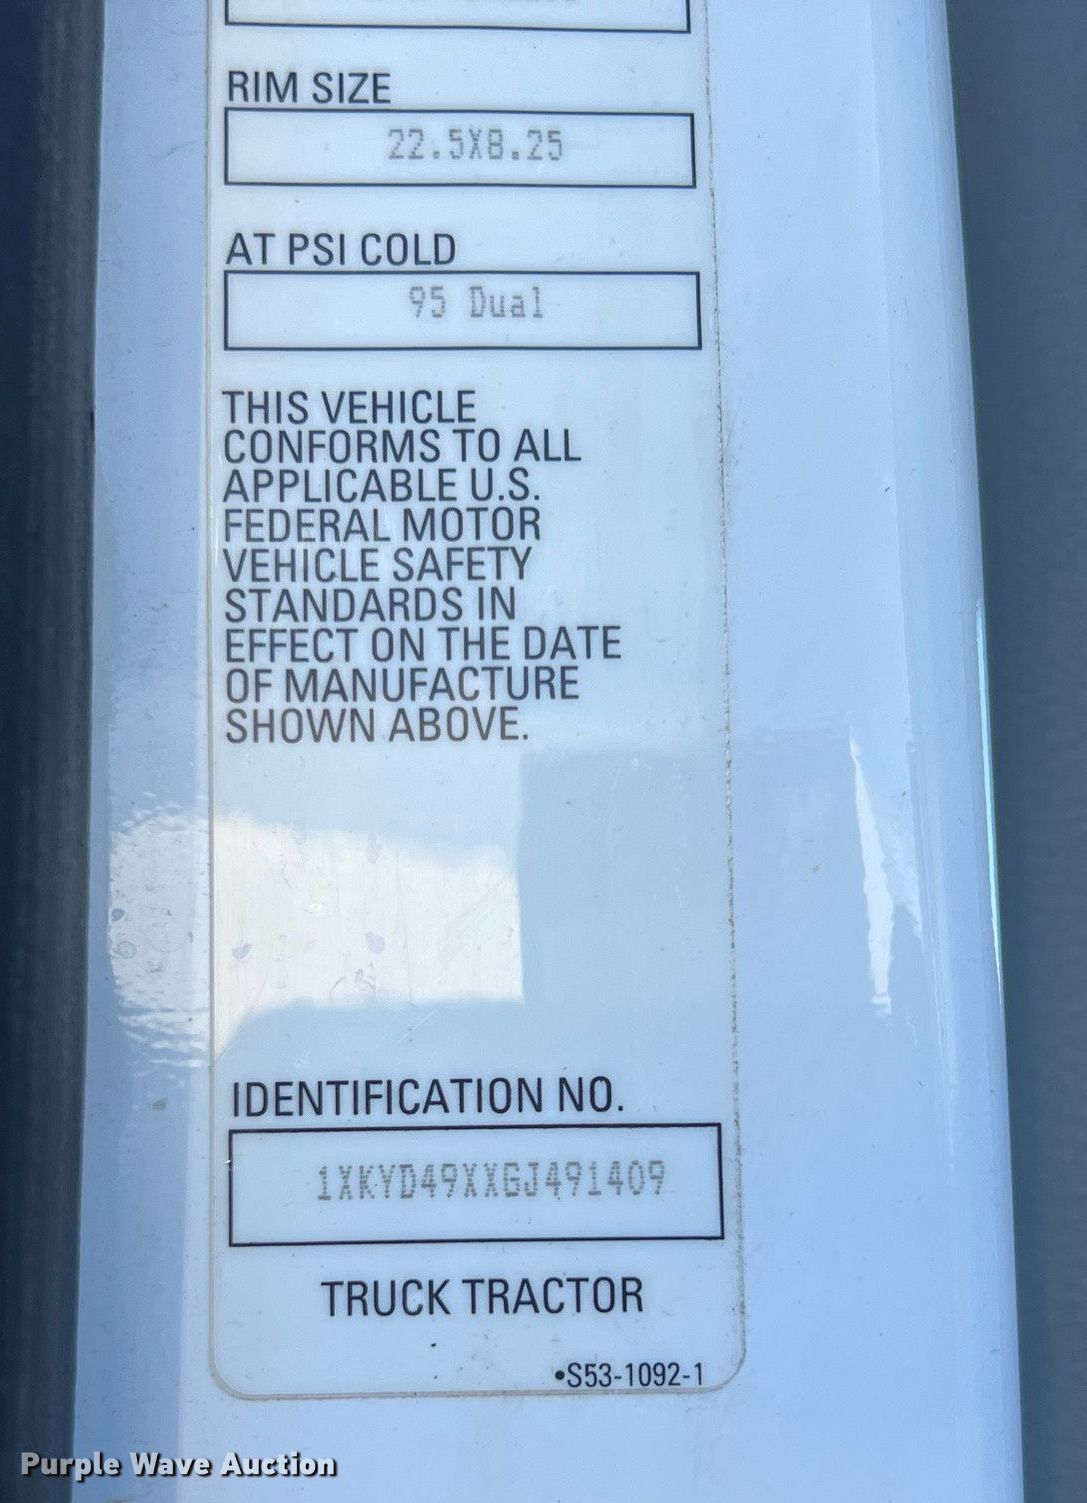 RIM SIZE
22.5X8.25
AT PSI COLD
95 Dual
THIS VEHICLE
CONFORMS TO ALL
APPLICABLE U.S.
FEDERAL MOTOR
VEHICLE SAFETY
STANDARDS IN
EFFECT ON THE DATE
OF MANUFACTURE
SHOWN ABOVE.
IDENTIFICATION NO.
1XKYD49XXGJ491409
TRUCK TRACTOR
•S53-1092-1
Purple Wave Auction